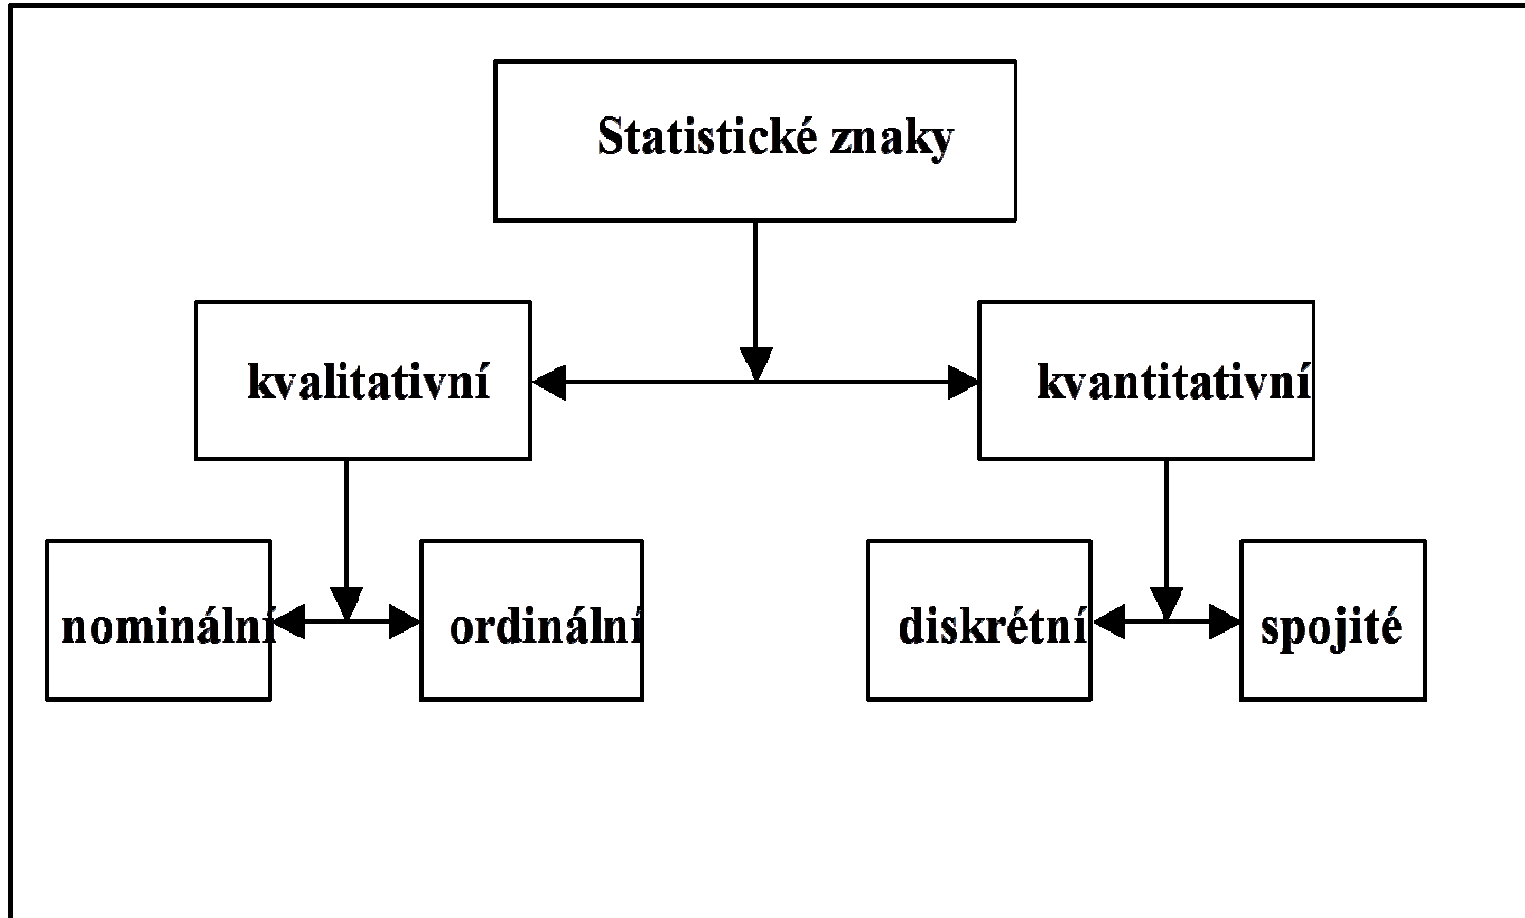 Statistické znaky
kvalitativní
kvantitativní
nominální
ordinální
diskrétní
spojité